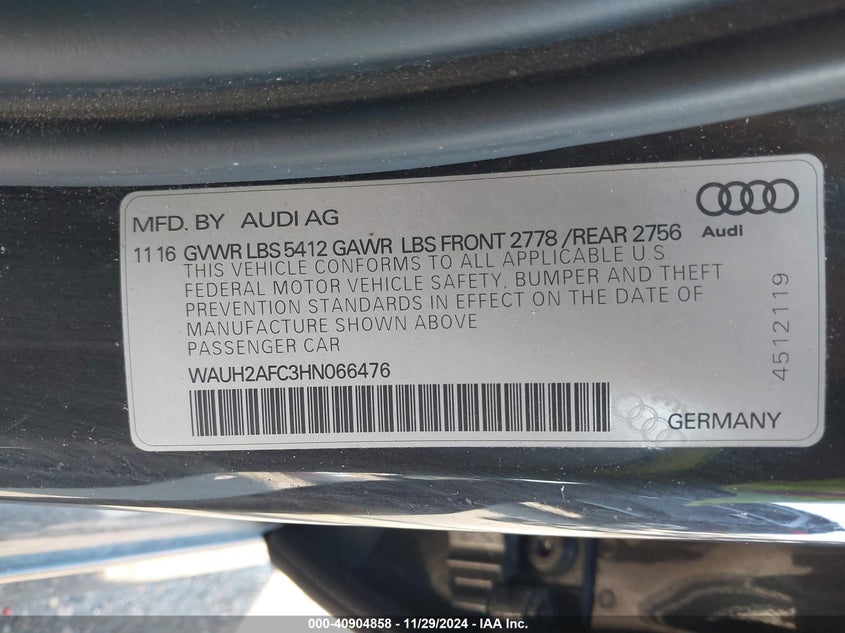 MFD. BY AUDI AG
Audi
11 16 GVWR LBS 5412 GAWR LBS FRONT 2778 /REAR 2756
THIS VEHICLE CONFORMS TO ALL APPLICABLE U.S.
FEDERAL MOTOR VEHICLE SAFETY, BUMPER AND THEFT
PREVENTION STANDARDS IN EFFECT ON THE DATE OF
MANUFACTURE SHOWN ABOVE
PASSENGER CAR
WAUH2AFC3HN066476
4512119
GERMANY
000-40904858 - 11/29/2024 - IAA Inc.